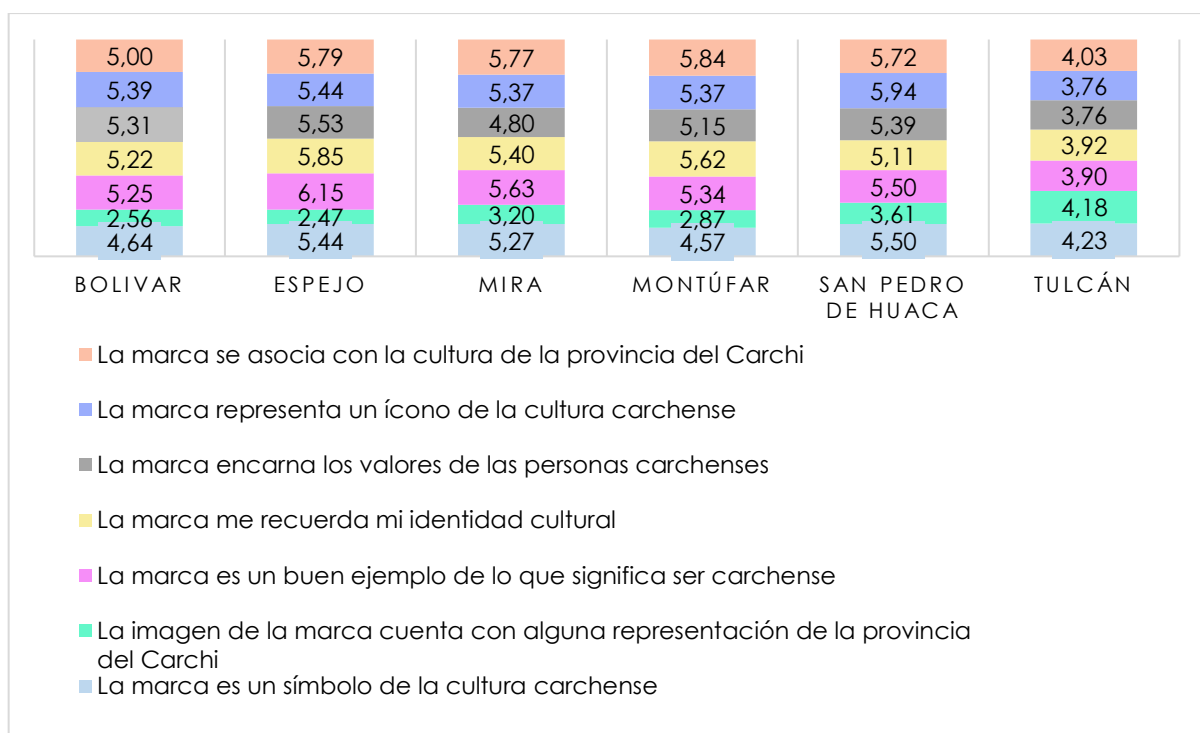 5,00 5,79 5,77 5,84 5,72 4,03
5,39 5,44 5,37 5,37 5,94 3,76
5,31 5,53 4,80 5,15 5,39 3,76
5,22 5,85 5,40 5,62 5,11 3,92
5,25 6,15 5,63 5,34 5,50 3,90
2,56 2,47 3,20 2,87 3,61 4,18
4,64 5,44 5,27 4,57 5,50 4,23
BOLIVAR ESPEJO MIRA MONTÚFAR SAN PEDRO TULCÁN
DE HUACA
La marca se asocia con la cultura de la provincia del Carchi
La marca representa un ícono de la cultura carchense
La marca encarna los valores de las personas carchenses
La marca me recuerda mi identidad cultural
La marca es un buen ejemplo de lo que significa ser carchense
La imagen de la marca cuenta con alguna representación de la provincia
del Carchi
La marca es un símbolo de la cultura carchense